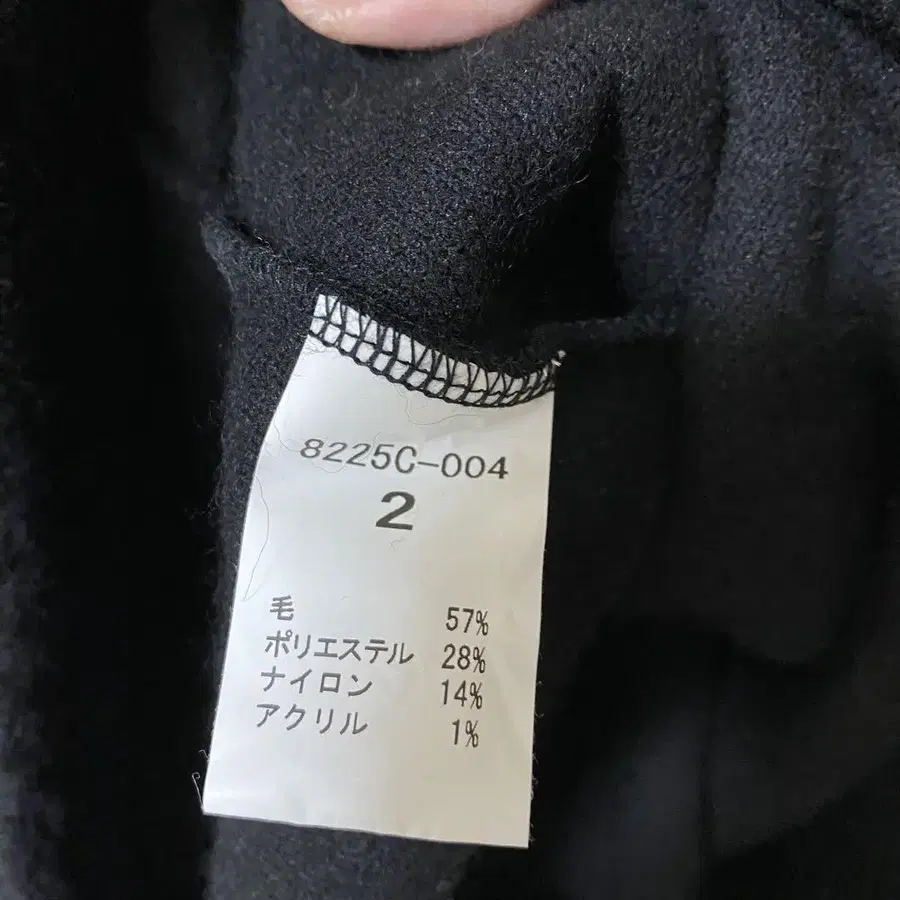 8225C-004
2
毛 57%
ポリエステル 28%
ナイロン 14%
アクリル 1%